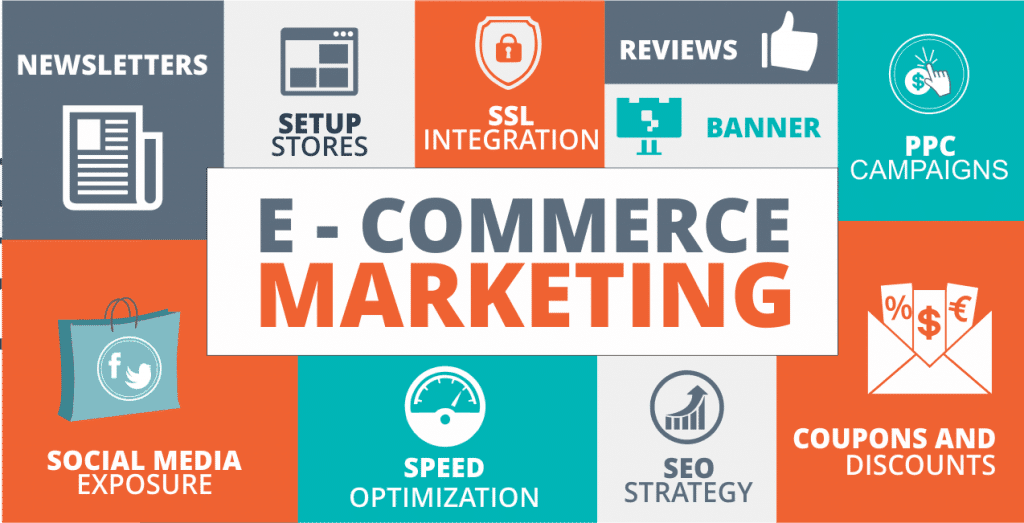 NEWSLETTERS
SETUP
STORES
SSL
INTEGRATION
REVIEWS
BANNER
$
PPC
CAMPAIGNS
E - COMMERCE
MARKETING
f
SOCIAL MEDIA
EXPOSURE
SPEED
OPTIMIZATION
SEO
STRATEGY
% $ €
COUPONS AND
DISCOUNTS